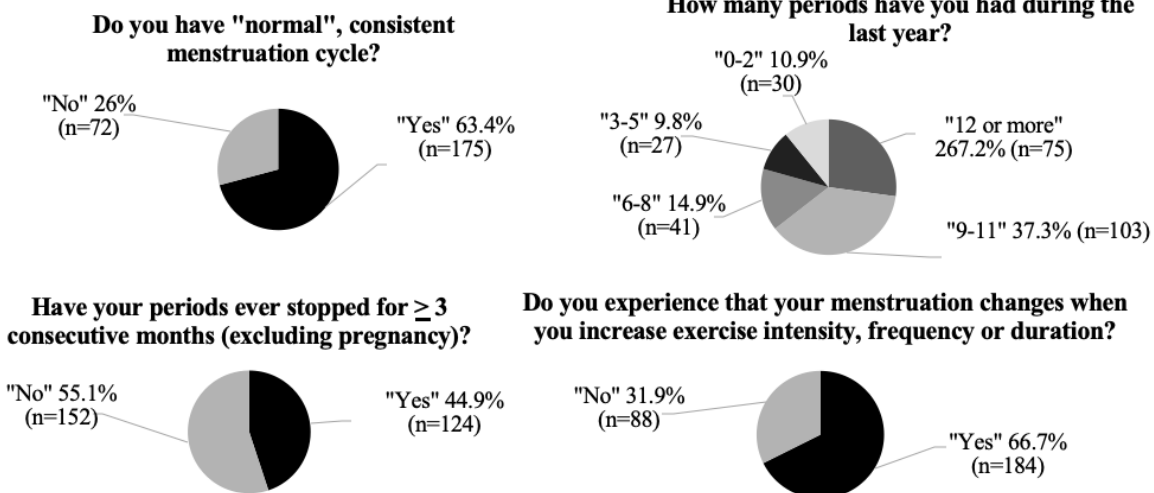 Do you have "normal", consistent
menstruation cycle?
"No" 26%
(n=72)
"Yes" 63.4%
(n=175)
How many periods have you had during the
last year?
"0-2" 10.9%
(n=30)
"3-5" 9.8%
(n=27)
"12 or more"
267.2% (n=75)
"6-8" 14.9%
(n=41)
"9-11" 37.3% (n=103)
Have your periods ever stopped for ≥ 3
consecutive months (excluding pregnancy)?
"No" 55.1%
(n=152)
"Yes" 44.9%
(n=124)
Do you experience that your menstruation changes when
you increase exercise intensity, frequency or duration?
"No" 31.9%
(n=88)
"Yes" 66.7%
(n=184)